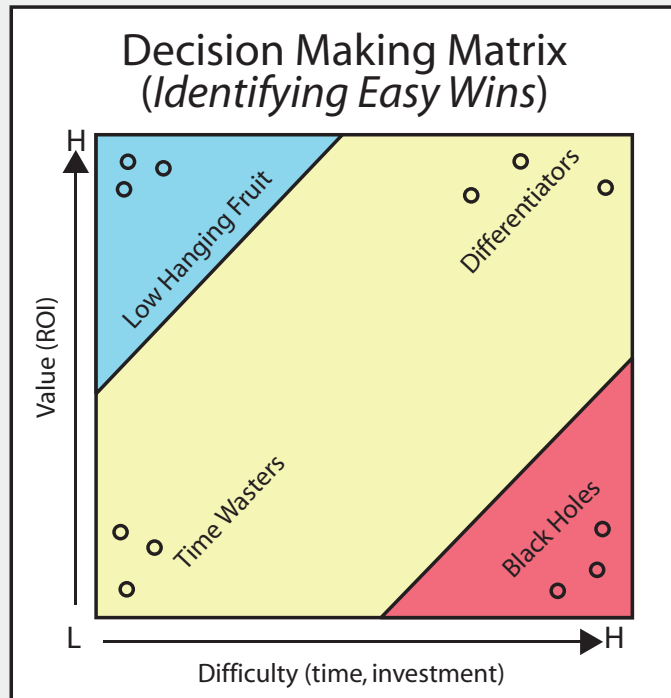 Decision Making Matrix
(Identifying Easy Wins)
H
Low Hanging Fruit
Differentiators
Value (ROI)
Time Wasters
Black Holes
L
H
Difficulty (time, investment)